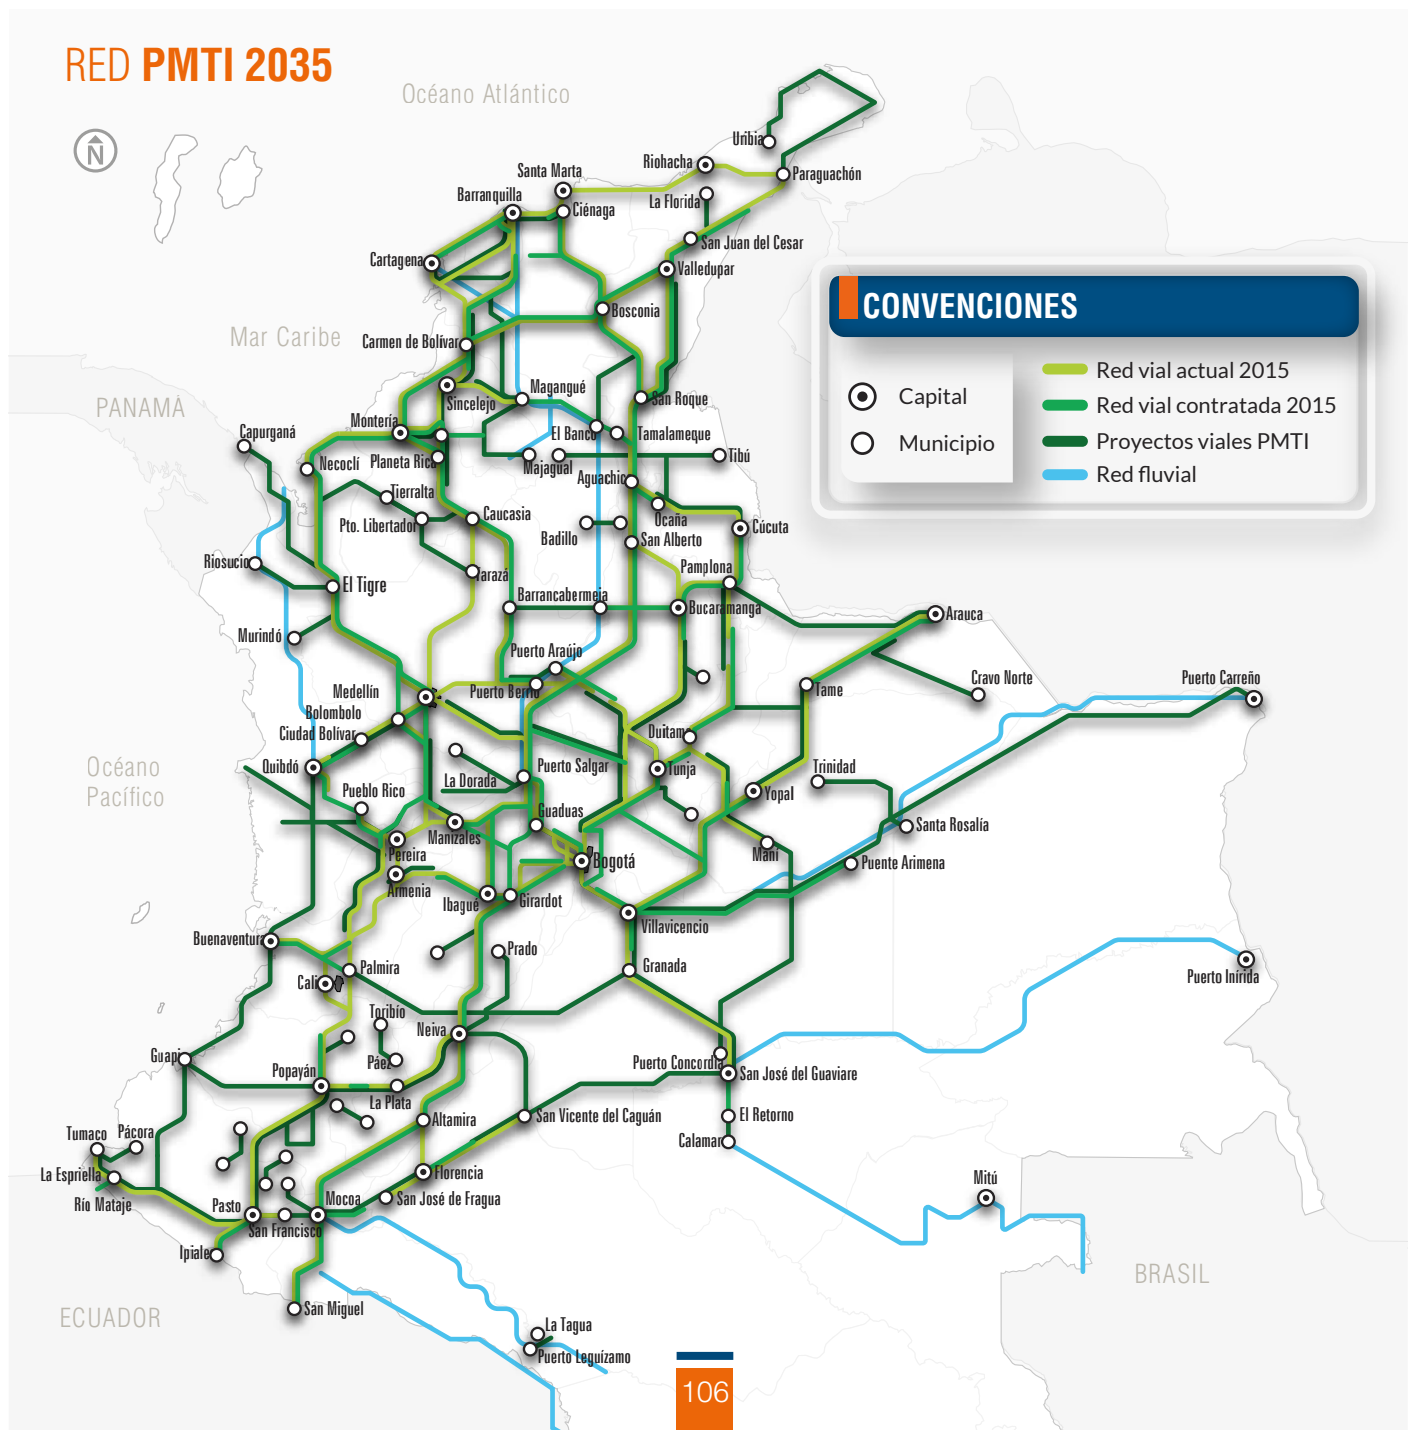 RED PMTI 2035
Océano Atlántico
N
Uribia
Riohacha
Santa Marta
Paraguachón
Barranquilla
La Florida
Ciénaga
San Juan del Cesar
Cartagena
Valledupar
CONVENCIONES
Bosconia
Mar Caribe
Carmen de Bolívar
Red vial actual 2015
Capital
Red vial contratada 2015
Magangué
San Roque
PANAMÁ
Sincelejo
Montería
Capurganá
El Banco
Tamalameque
Municipio
Proyectos viales PMTI
Planeta Rica
Necoclí
Majagual
Tibú
Red fluvial
Aguachic
Tierralta
Caucasia
Ocaña
Pto. Libertador
Badillo
San Alberto
Cúcuta
Riosucio
Tarazá
Pamplona
El Tigre
Barrancabermeja
Bucaramanga
Arauca
Murindó
Puerto Araújo
Cravo Norte
Puerto Carreño
Medellín
Puerto Berrío
Tame
Bolombolo
Ciudad Bolívar
Duitama
Océano
Pacífico
Quibdó
Puerto Salgar
Tunja
Trinidad
La Dorada
Pueblo Rico
Yopal
Guaduas
Manizales
Santa Rosalía
Pereira
Bogotá
Maní
Puente Arimena
Armenia
Ibagué
Girardot
Villavicencio
Buenaventura
Prado
Palmira
Granada
Cali
Puerto Inírida
Toribío
Neiva
Guapi
Páez
Puerto Concordia
Popayán
San José del Guaviare
La Plata
Altamira
San Vicente del Caguán
El Retorno
Tumaco
Pácora
Calamar
La Espriella
Florencia
Mitú
Río Mataje
Pasto
Mocoa
San José de Fragua
San Francisco
Ipiale
BRASIL
San Miguel
ECUADOR
La Tagua
Puerto Leguízamo
106